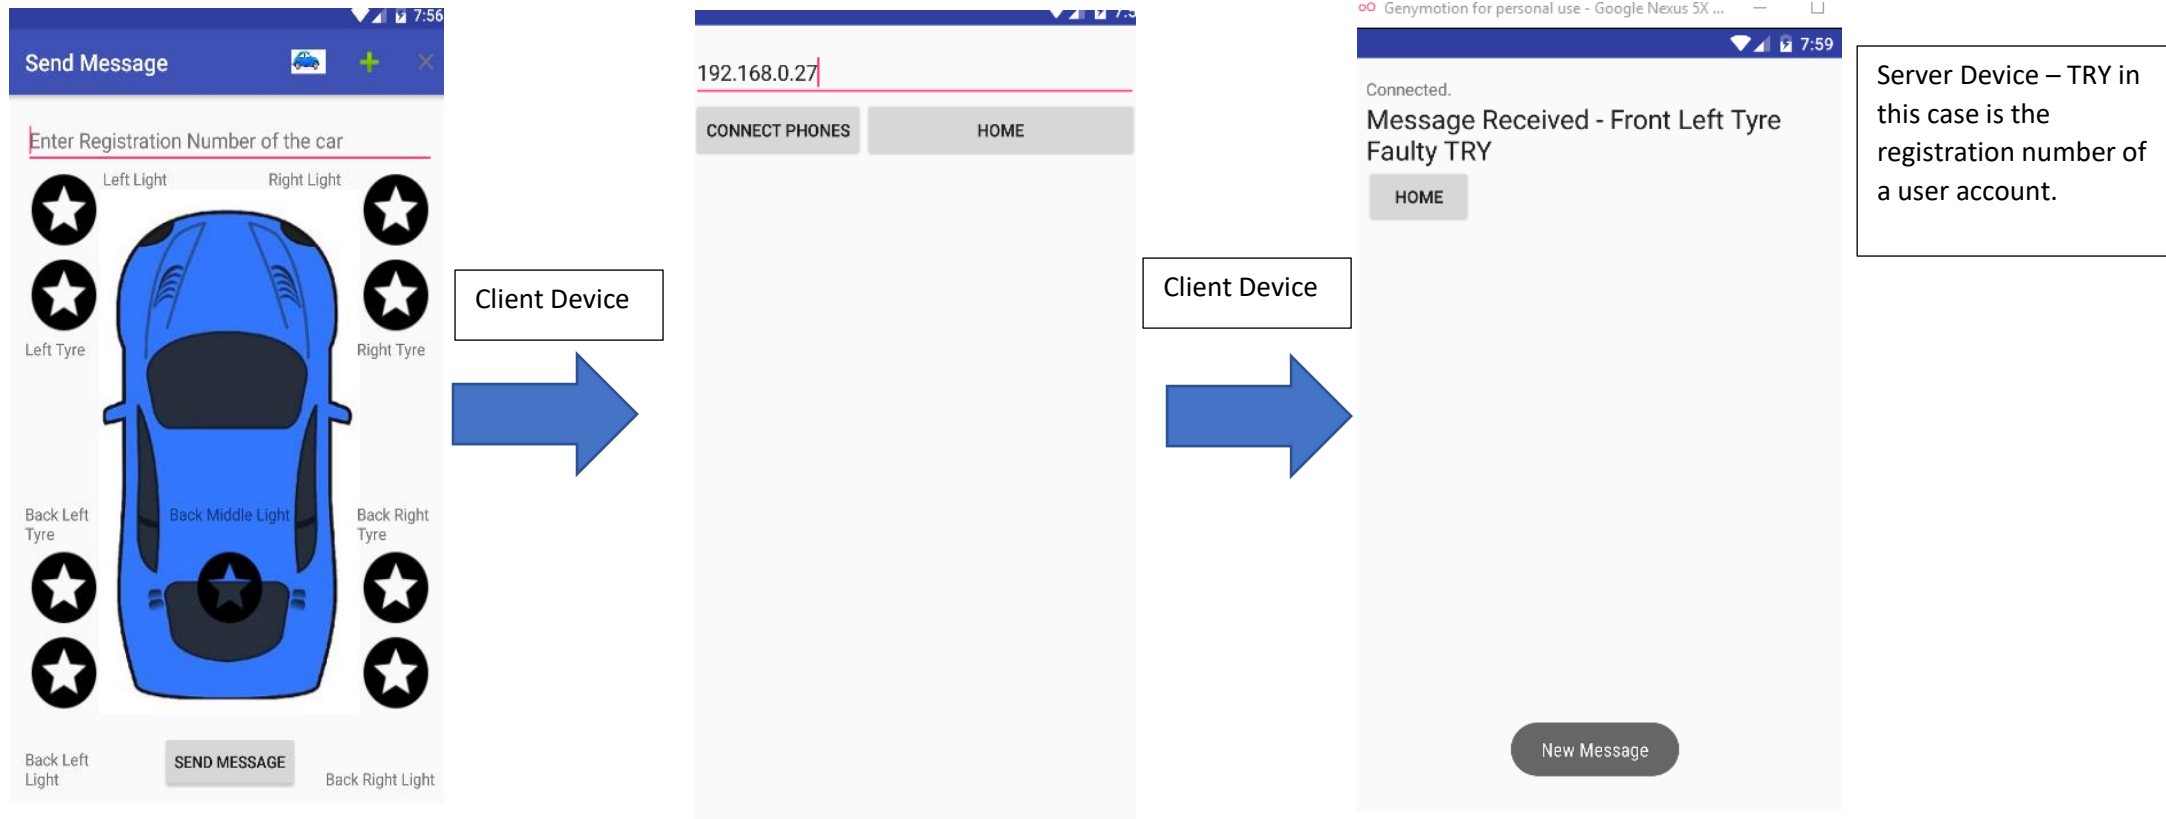 7:56
Send Message
Enter Registration Number of the car
Left Light
Right Light
Left Tyre
Right Tyre
Back Left
Tyre
Back Middle Light
Back Right
Tyre
Back Left
Light
SEND MESSAGE
Back Right Light
Client Device
192.168.0.27
CONNECT PHONES
HOME
Client Device
Genymotion for personal use - Google Nexus 5X ...
7:59
Connected.
Message Received - Front Left Tyre
Faulty TRY
HOME
New Message
Server Device – TRY in
this case is the
registration number of
a user account.